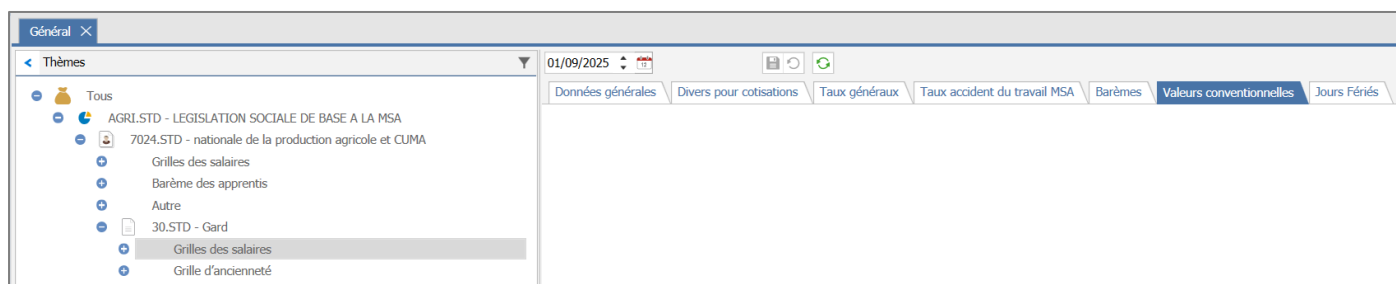 Général
Thèmes
01/09/2025
Données générales Divers pour cotisations Taux généraux Taux accident du travail MSA Barèmes Valeurs conventionnelles Jours Fériés
Tous
AGRI.STD - LEGISLATION SOCIALE DE BASE A LA MSA
7024.STD - nationale de la production agricole et CUMA
Grilles des salaires
Barème des apprentis
Autre
30.STD - Gard
Grilles des salaires
Grille d'ancienneté